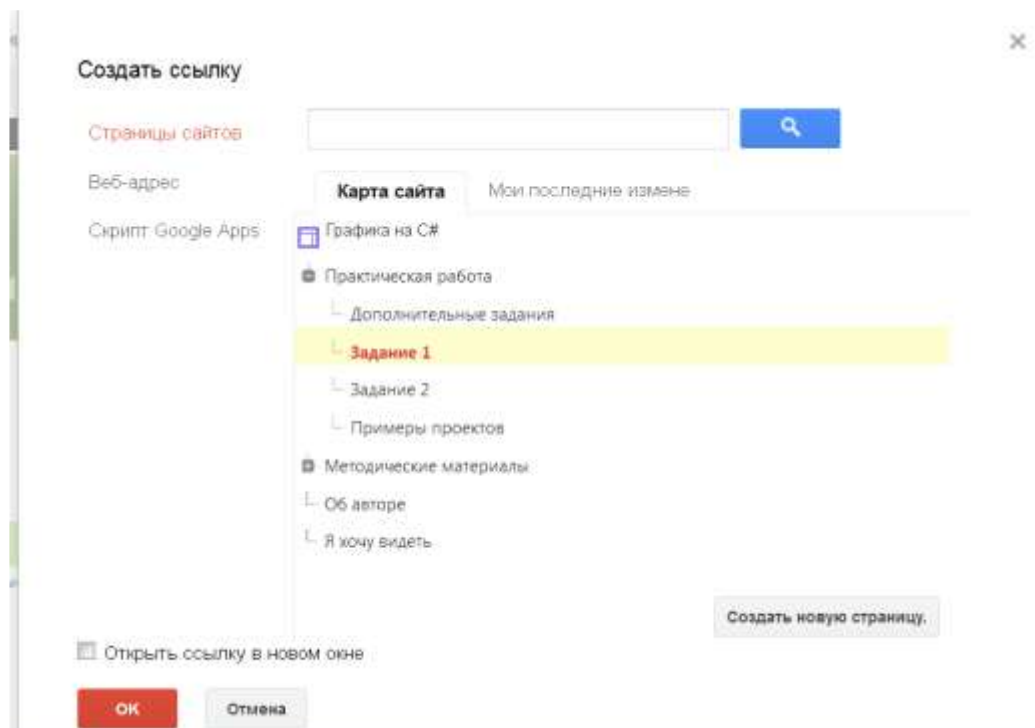 Создать ссылку
Страницы сайтов
Веб-адрес
Скрипт Google Apps
Карта сайта
Мои последние измене
Графика на C#
Практическая работа
Дополнительные задания
Задание 1
Задание 2
Примеры проектов
Методические материалы
Об авторе
Я хочу видеть
Создать новую страницу.
Открыть ссылку в новом окне
ОК
Отмена